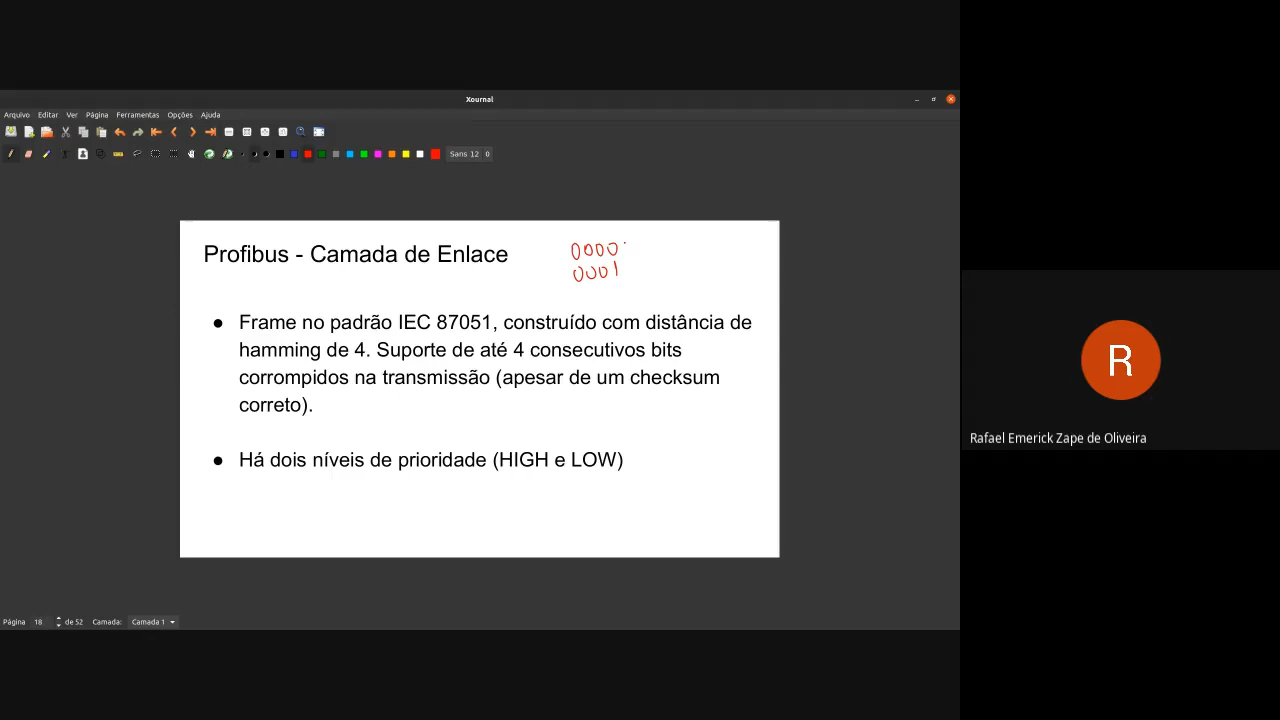 Xournal
Arquivo Editar Ver Página Ferramentas Opções Ajuda
Sans 12 0
Profibus - Camada de Enlace
0000
0001
● Frame no padrão IEC 87051, construído com distância de
hamming de 4. Suporte de até 4 consecutivos bits
corrompidos na transmissão (apesar de um checksum
correto).
● Há dois níveis de prioridade (HIGH e LOW)
R
Rafael Emerick Zape de Oliveira
Página 18 de 52 Camada: Camada 1